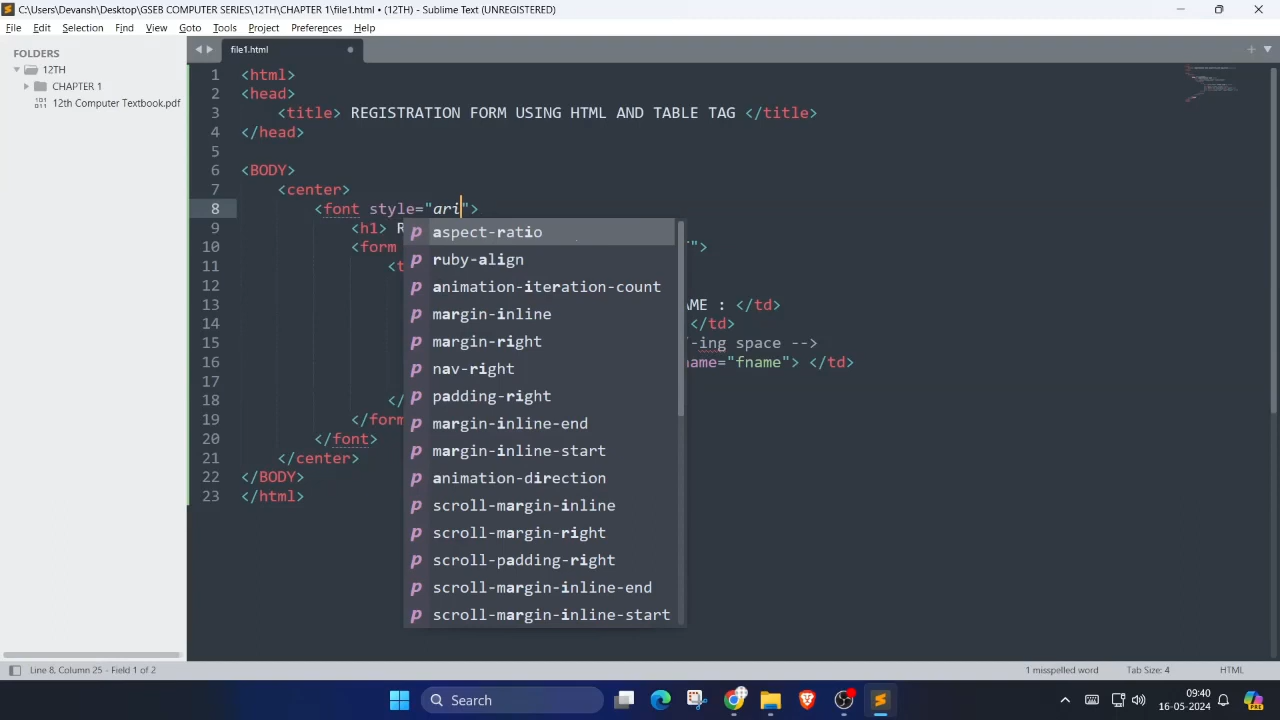 C:\Users\Devansh\Desktop\GSEB COMPUTER SERIES\12TH\CHAPTER 1\file1.html • (12TH) - Sublime Text (UNREGISTERED)
File Edit Selection Find View Goto Tools Project Preferences Help
FOLDERS
12TH
CHAPTER 1
12th Computer Textbook.pdf
file1.html
1 <html>
2 <head>
3 <title> REGISTRATION FORM USING HTML AND TABLE TAG </title>
4 </head>
5
6 <BODY>
7 <center>
8 <font style="ari">
9 <h1> R
10 <form ">
11 <t
12
13 AME : </td>
14 </td>
15 -ing space -->
16 name="fname"> </td>
17
18 </
19 </form
20 </font>
21 </center>
22 </BODY>
23 </html>
p aspect-ratio
p ruby-align
p animation-iteration-count
p margin-inline
p margin-right
p nav-right
p padding-right
p margin-inline-end
p margin-inline-start
p animation-direction
p scroll-margin-inline
p scroll-margin-right
p scroll-padding-right
p scroll-margin-inline-end
p scroll-margin-inline-start
Line 8, Column 25 - Field 1 of 2
1 misspelled word Tab Size: 4 HTML
Search
09:40
16-05-2024